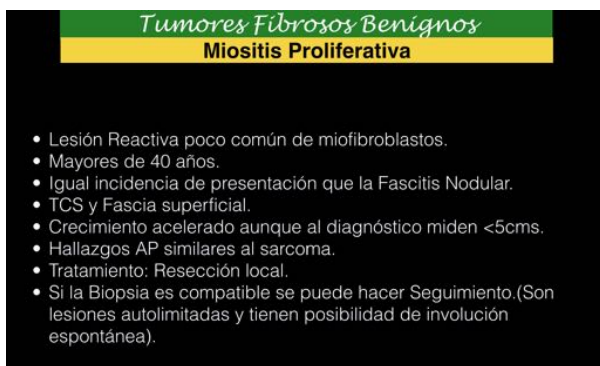 Tumores Fibrosos Benignos
Miositis Proliferativa
• Lesión Reactiva poco común de miofibroblastos.
• Mayores de 40 años.
• Igual incidencia de presentación que la Fascitis Nodular.
• TCS y Fascia superficial.
• Crecimiento acelerado aunque al diagnóstico miden <5cms.
• Hallazgos AP similares al sarcoma.
• Tratamiento: Resección local.
• Si la Biopsia es compatible se puede hacer Seguimiento.(Son
lesiones autolimitadas y tienen posibilidad de involución
espontánea).